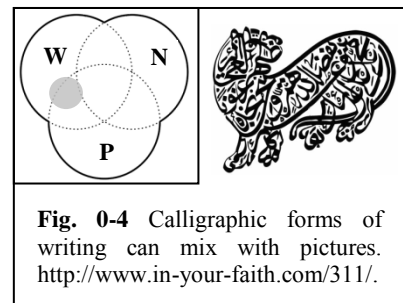 W N
P
Fig. 0-4 Calligraphic forms of
writing can mix with pictures.
http://www.in-your-faith.com/311/.